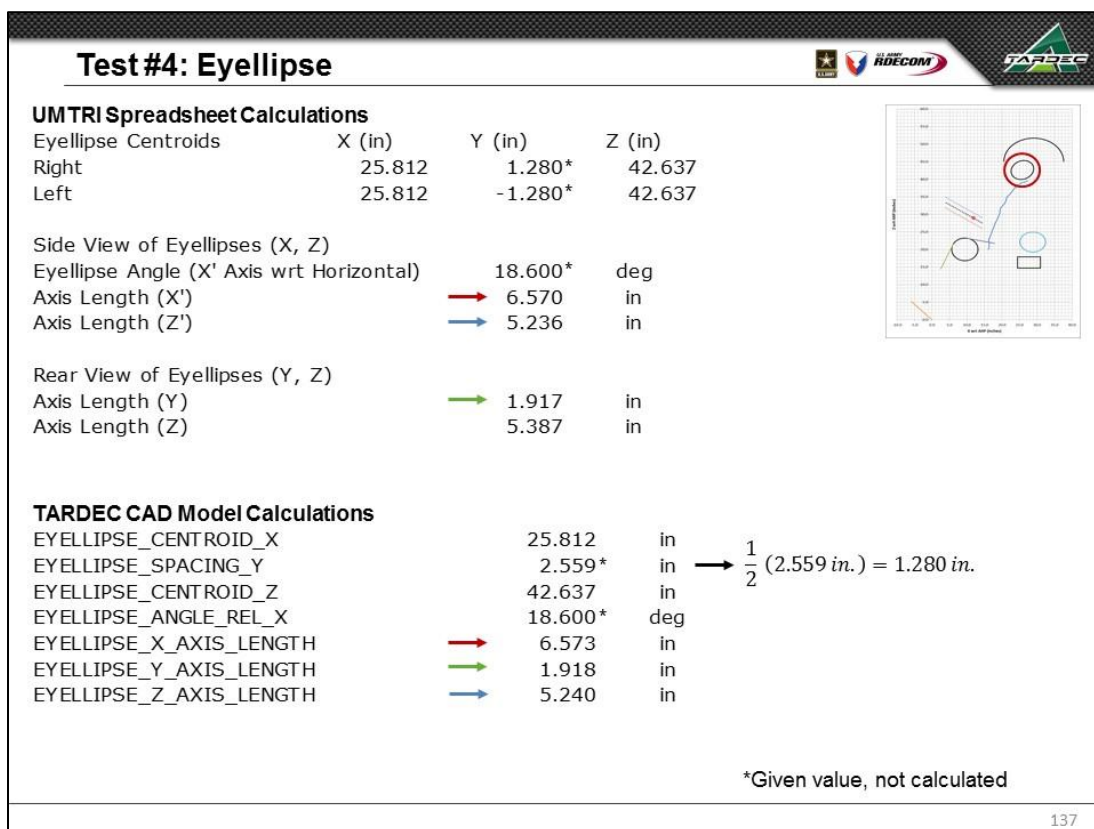 Test #4: Eyellipse
U.S. ARMY
U.S. ARMY RDECOM
TARDEC
UMTRI Spreadsheet Calculations
Eyellipse Centroids X (in) Y (in) Z (in)
Right 25.812 1.280* 42.637
Left 25.812 -1.280* 42.637
Side View of Eyellipses (X, Z)
Eyellipse Angle (X' Axis wrt Horizontal) 18.600* deg
Axis Length (X') 6.570 in
Axis Length (Z') 5.236 in
Rear View of Eyellipses (Y, Z)
Axis Length (Y) 1.917 in
Axis Length (Z) 5.387 in
TARDEC CAD Model Calculations
EYELLIPSE_CENTROID_X 25.812 in
EYELLIPSE_SPACING_Y 2.559* in 1/2 (2.559 in.) = 1.280 in.
EYELLIPSE_CENTROID_Z 42.637 in
EYELLIPSE_ANGLE_REL_X 18.600* deg
EYELLIPSE_X_AXIS_LENGTH 6.573 in
EYELLIPSE_Y_AXIS_LENGTH 1.918 in
EYELLIPSE_Z_AXIS_LENGTH 5.240 in
*Given value, not calculated
137